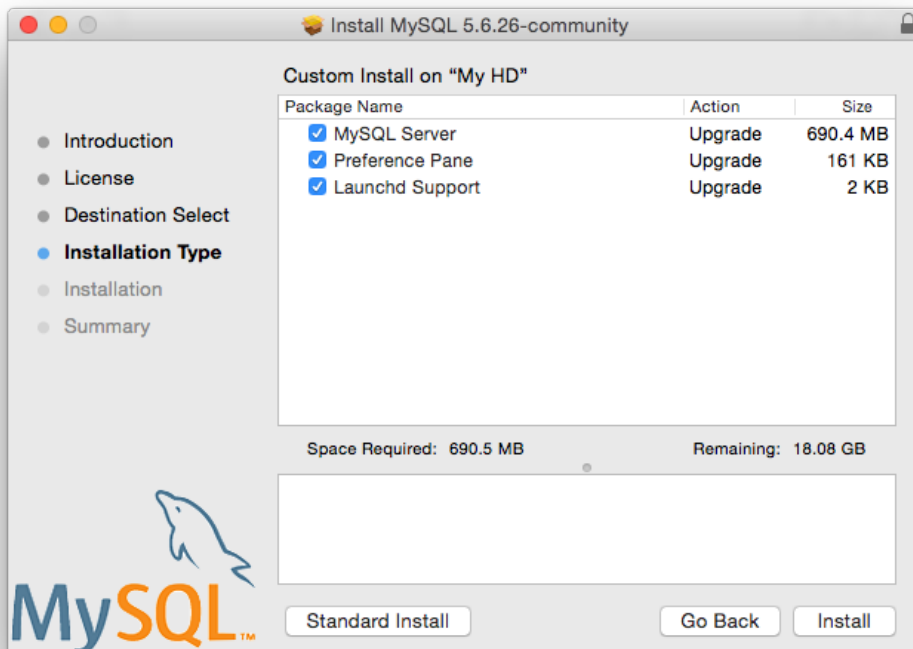 Install MySQL 5.6.26-community
Custom Install on “My HD”
Package Name Action Size
MySQL Server Upgrade 690.4 MB
Preference Pane Upgrade 161 KB
Launchd Support Upgrade 2 KB
Introduction
License
Destination Select
Installation Type
Installation
Summary
Space Required: 690.5 MB Remaining: 18.08 GB
MySQL™
Standard Install Go Back Install